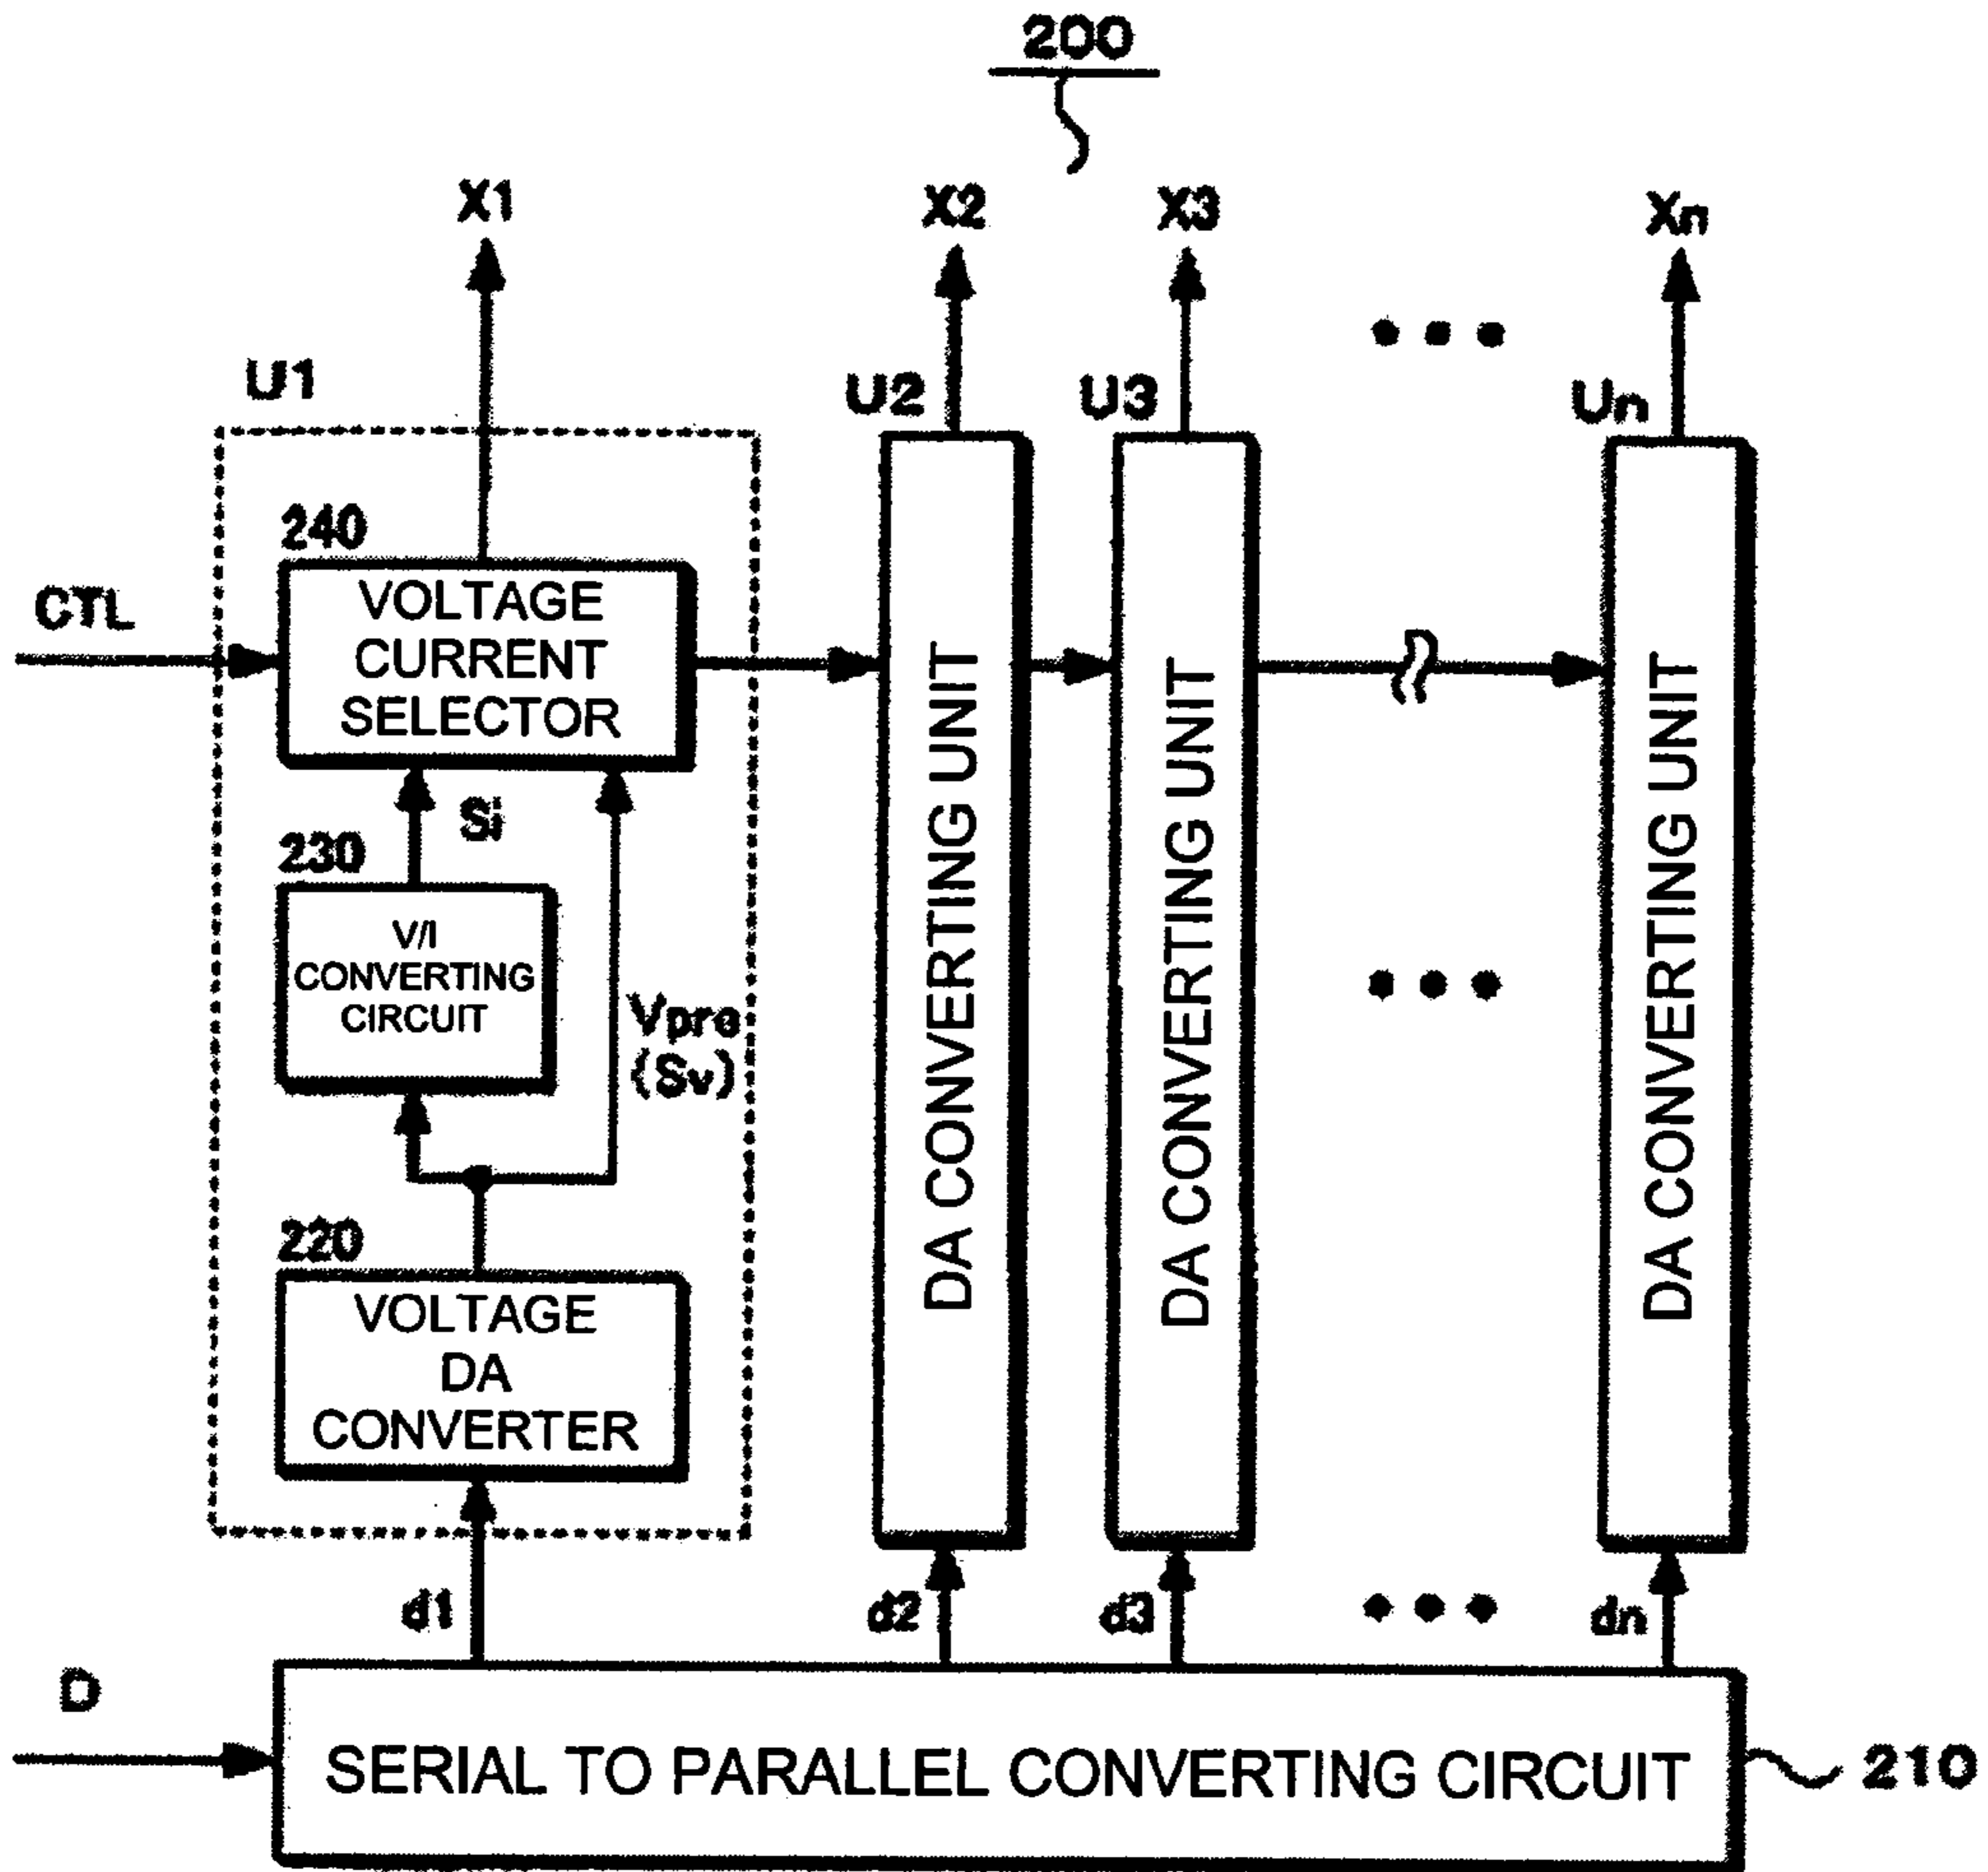 200
X1
X2
X3
Xn
U1
U2
U3
Un
240
CTL
VOLTAGE
CURRENT
SELECTOR
Si
230
V/I
CONVERTING
CIRCUIT
Vpre
(Sv)
220
VOLTAGE
DA
CONVERTER
DA CONVERTING UNIT
DA CONVERTING UNIT
DA CONVERTING UNIT
d1
d2
d3
dn
D
SERIAL TO PARALLEL CONVERTING CIRCUIT
210